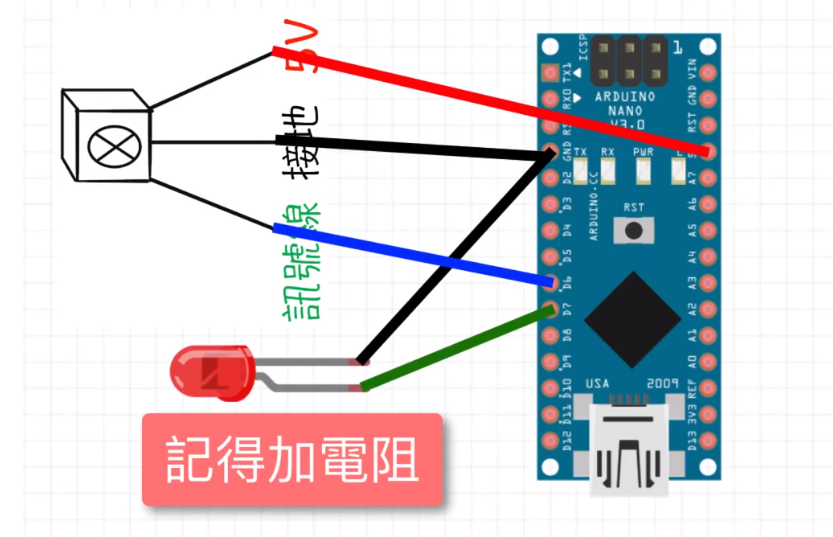 5V
接地
訊號線
記得加電阻
ICSP
1
TX1
RX0
RST
GND
D2
D3
D4
D5
D6
D7
D8
D9
D10
D11
D12
ARDUINO
NANO
V3.0
TX
RX
PWR
L
ARDUINO.CC
RST
USA
2009
VIN
GND
RST
5
A7
A6
A5
A4
A3
A2
A1
A0
REF
3V3
D13